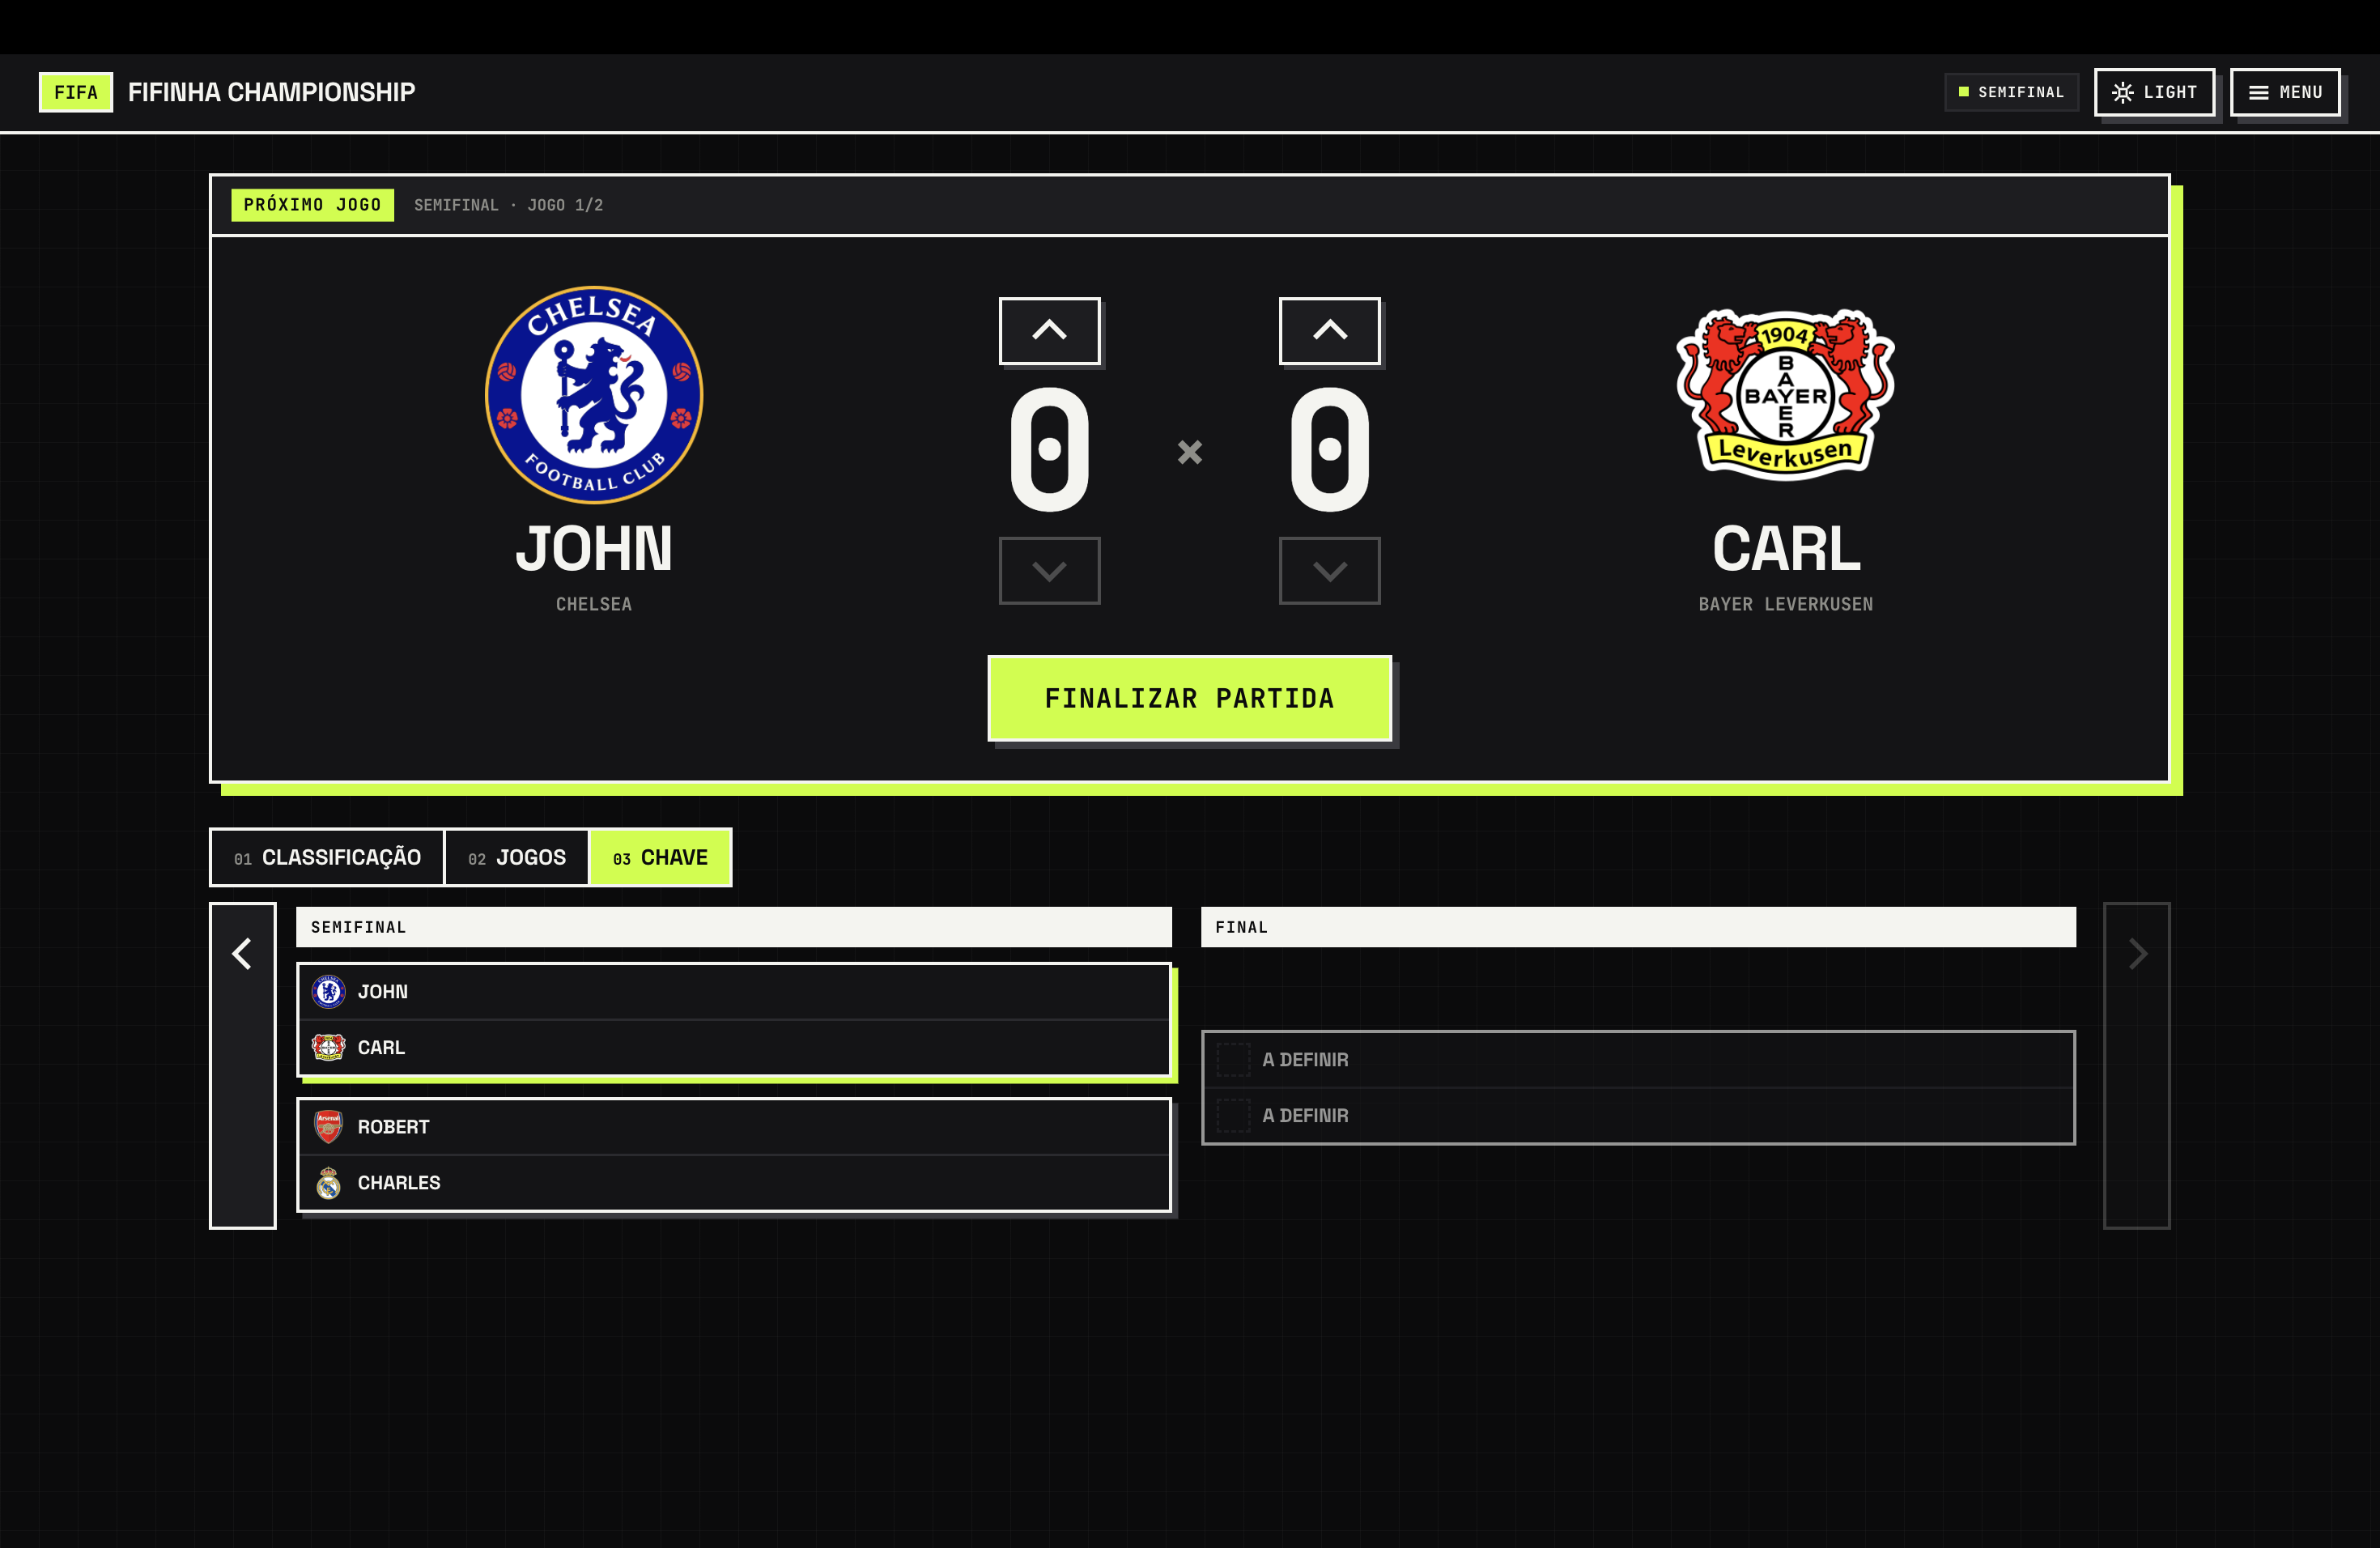 FIFA FIFINHA CHAMPIONSHIP
SEMIFINAL LIGHT MENU
PRÓXIMO JOGO SEMIFINAL · JOGO 1/2
CHELSEA
FOOTBALL CLUB
JOHN
CHELSEA
0 × 0
1904
BAYER
BAYER
Leverkusen
CARL
BAYER LEVERKUSEN
FINALIZAR PARTIDA
01 CLASSIFICAÇÃO 02 JOGOS 03 CHAVE
SEMIFINAL
JOHN
CARL
Arsenal
ROBERT
CHARLES
FINAL
A DEFINIR
A DEFINIR